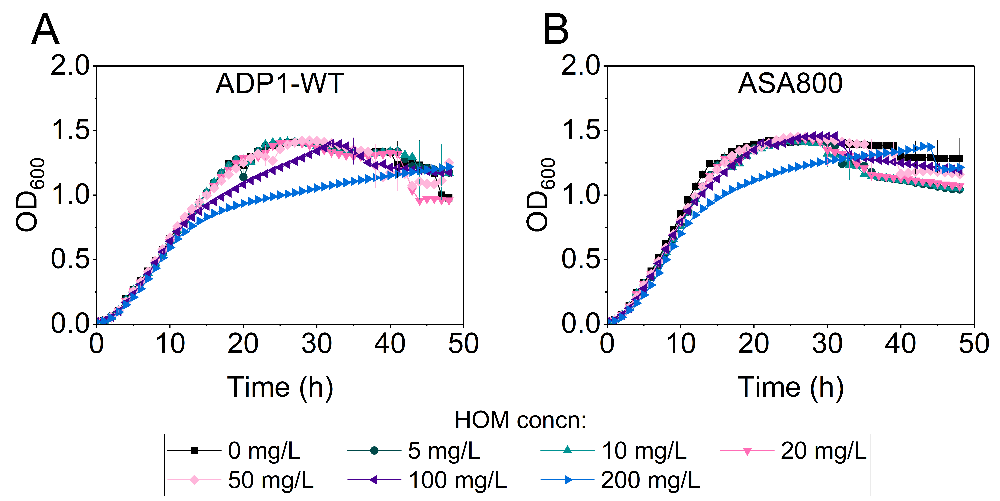 A
B
ADP1-WT
ASA800
OD600
2.0
1.5
1.0
0.5
0.0
0 10 20 30 40 50
Time (h)
OD600
2.0
1.5
1.0
0.5
0.0
0 10 20 30 40 50
Time (h)
HOM concn:
0 mg/L 5 mg/L 10 mg/L 20 mg/L
50 mg/L 100 mg/L 200 mg/L